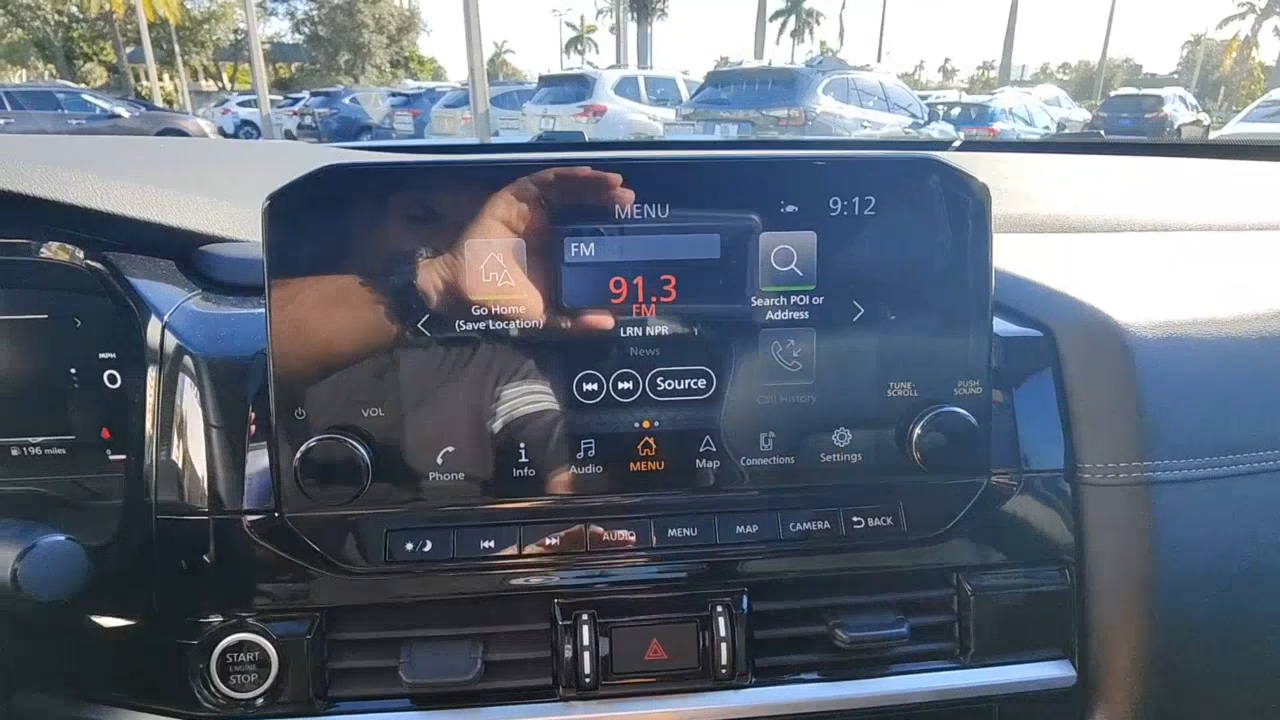 MENU
9:12
FM
91.3
FM
LRN NPR
News
Go Home
(Save Location)
Search POI or
Address
Call History
Source
TUNE·
SCROLL
PUSH
SOUND
VOL
Phone
Info
Audio
MENU
Map
Connections
Settings
AUDIO
MENU
MAP
CAMERA
BACK
MPH
0
196 miles
0
START
ENGINE
STOP